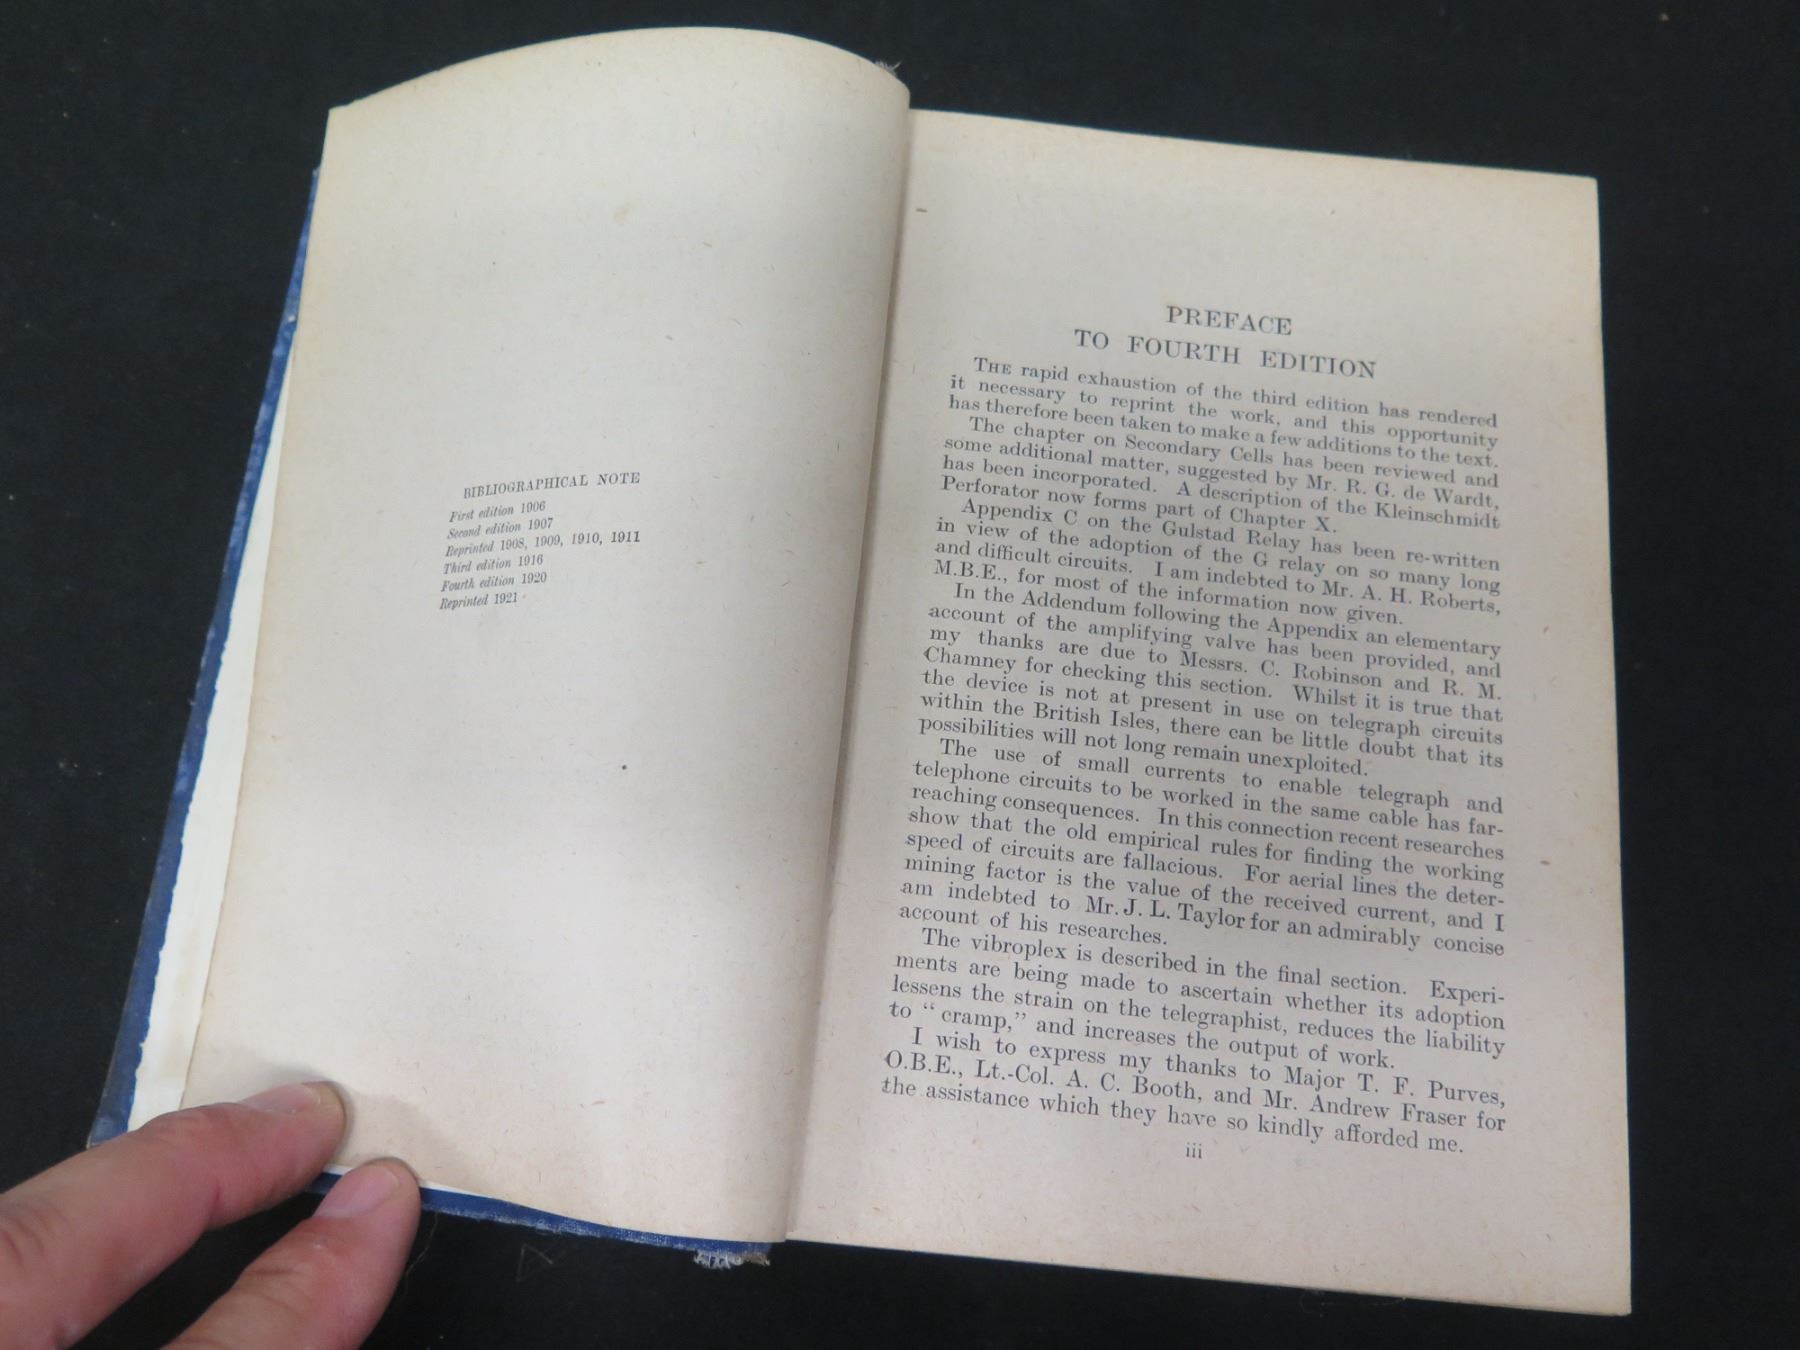 BIBLIOGRAPHICAL NOTE
First edition 1906
Second edition 1907
Reprinted 1908, 1909, 1910, 1911
Third edition 1916
Fourth edition 1920
Reprinted 1921
PREFACE
TO FOURTH EDITION
THE rapid exhaustion of the third edition has rendered
it necessary to reprint the work, and this opportunity
has therefore been taken to make a few additions to the text.
The chapter on Secondary Cells has been reviewed and
some additional matter, suggested by Mr. R. G. de Wardt,
has been incorporated. A description of the Kleinschmidt
Perforator now forms part of Chapter X.
Appendix C on the Gulstad Relay has been re-written
in view of the adoption of the G relay on so many long
and difficult circuits. I am indebted to Mr. A. H. Roberts,
M.B.E., for most of the information now given.
In the Addendum following the Appendix an elementary
account of the amplifying valve has been provided, and
my thanks are due to Messrs. C. Robinson and R. M.
Chamney for checking this section. Whilst it is true that
the device is not at present in use on telegraph circuits
within the British Isles, there can be little doubt that its
possibilities will not long remain unexploited.
The use of small currents to enable telegraph and
telephone circuits to be worked in the same cable has far-
reaching consequences. In this connection recent researches
show that the old empirical rules for finding the working
speed of circuits are fallacious. For aerial lines the deter-
mining factor is the value of the received current, and I
am indebted to Mr. J. L. Taylor for an admirably concise
account of his researches.
The vibroplex is described in the final section. Experi-
ments are being made to ascertain whether its adoption
lessens the strain on the telegraphist, reduces the liability
to "cramp," and increases the output of work.
I wish to express my thanks to Major T. F. Purves,
O.B.E., Lt.-Col. A. C. Booth, and Mr. Andrew Fraser for
the assistance which they have so kindly afforded me.
iii